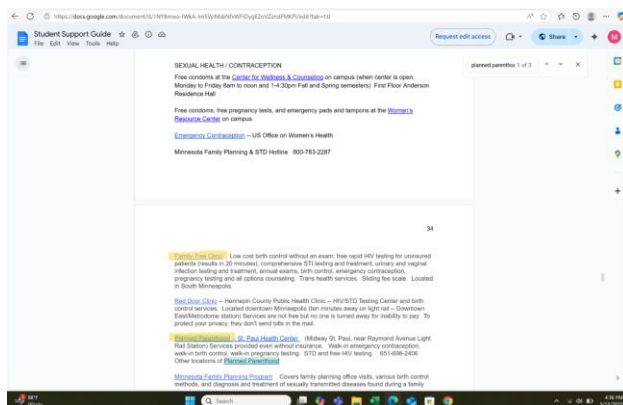 https://docs.google.com/document/d/
Student Support Guide
File Edit View Tools Help
Request edit access
Share
M
planned parenthoo 1 of 3
SEXUAL HEALTH / CONTRACEPTION
Free condoms at the Center for Wellness & Counseling on campus (when center is open;
Monday to Friday 8am to noon and 1-4:30pm Fall and Spring semesters) First Floor Anderson
Residence Hall
Free condoms, free pregnancy tests, and emergency pads and tampons at the Women's
Resource Center on campus
Emergency Contraception – US Office on Women's Health
Minnesota Family Planning & STD Hotline 800-783-2287
34
Family Tree Clinic Low cost birth control without an exam; free rapid HIV testing for uninsured
patients (results in 20 minutes), comprehensive STI testing and treatment, urinary and vaginal
infection testing and treatment, annual exams, birth control, emergency contraception,
pregnancy testing and all options counseling. Trans health services. Sliding fee scale. Located
in South Minneapolis.
Red Door Clinic – Hennepin County Public Health Clinic – HIV/STD Testing Center and birth
control services. Located downtown Minneapolis (ten minutes away on light rail – Downtown
East/Metrodome station) Services are not free but no one is turned away for inability to pay. To
protect your privacy; they don't send bills in the mail.
Planned Parenthood – St. Paul Health Center (Midway St. Paul, near Raymond Avenue Light
Rail Station) Services provided even without insurance. Walk-in emergency contraception,
walk-in birth control, walk-in pregnancy testing. STD and free HIV testing. 651-698-2406
Other locations of Planned Parenthood
Minnesota Family Planning Program Covers family planning office visits, various birth control
methods, and diagnosis and treatment of sexually transmitted diseases found during a family
Search
4:36 PM